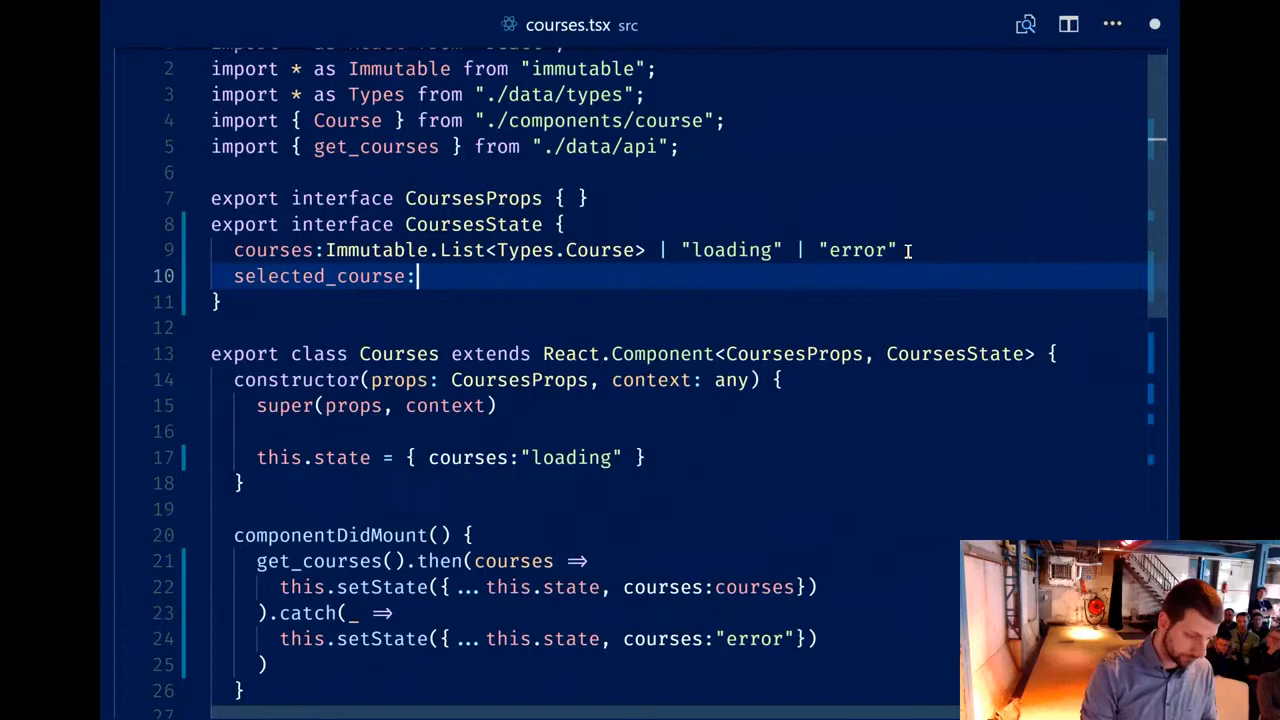 courses.tsx src
2 import * as Immutable from "immutable";
3 import * as Types from "./data/types";
4 import { Course } from "./components/course";
5 import { get_courses } from "./data/api";
6
7 export interface CoursesProps { }
8 export interface CoursesState {
9 courses:Immutable.List<Types.Course> | "loading" | "error"
10 selected_course:
11 }
12
13 export class Courses extends React.Component<CoursesProps, CoursesState> {
14 constructor(props: CoursesProps, context: any) {
15 super(props, context)
16
17 this.state = { courses:"loading" }
18 }
19
20 componentDidMount() {
21 get_courses().then(courses ⇒
22 this.setState({...this.state, courses:courses})
23 ).catch(_ ⇒
24 this.setState({...this.state, courses:"error"})
25 )
26 }